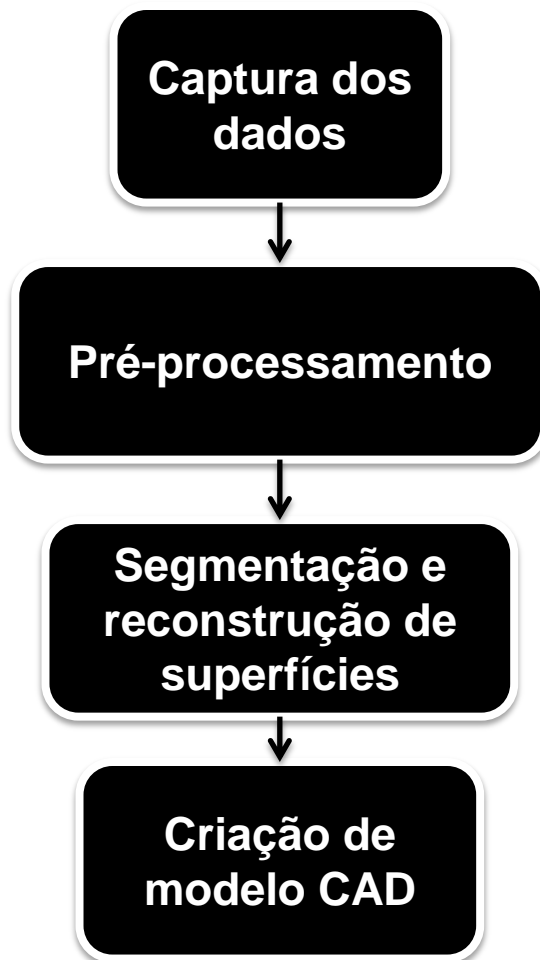 Captura dos
dados
Pré-processamento
Segmentação e
reconstrução de
superfícies
Criação de
modelo CAD